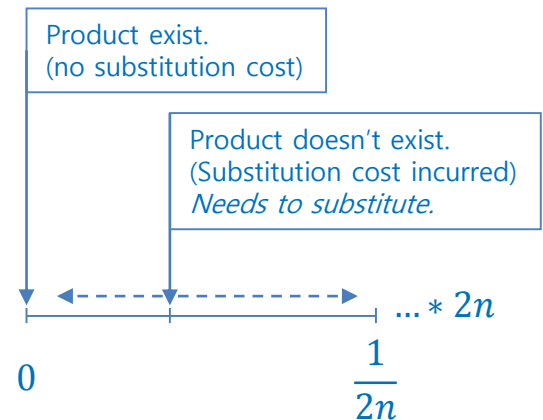 Product exist.
(no substitution cost)
Product doesn't exist.
(Substitution cost incurred)
Needs to substitute.
... * 2n
0
1
2n